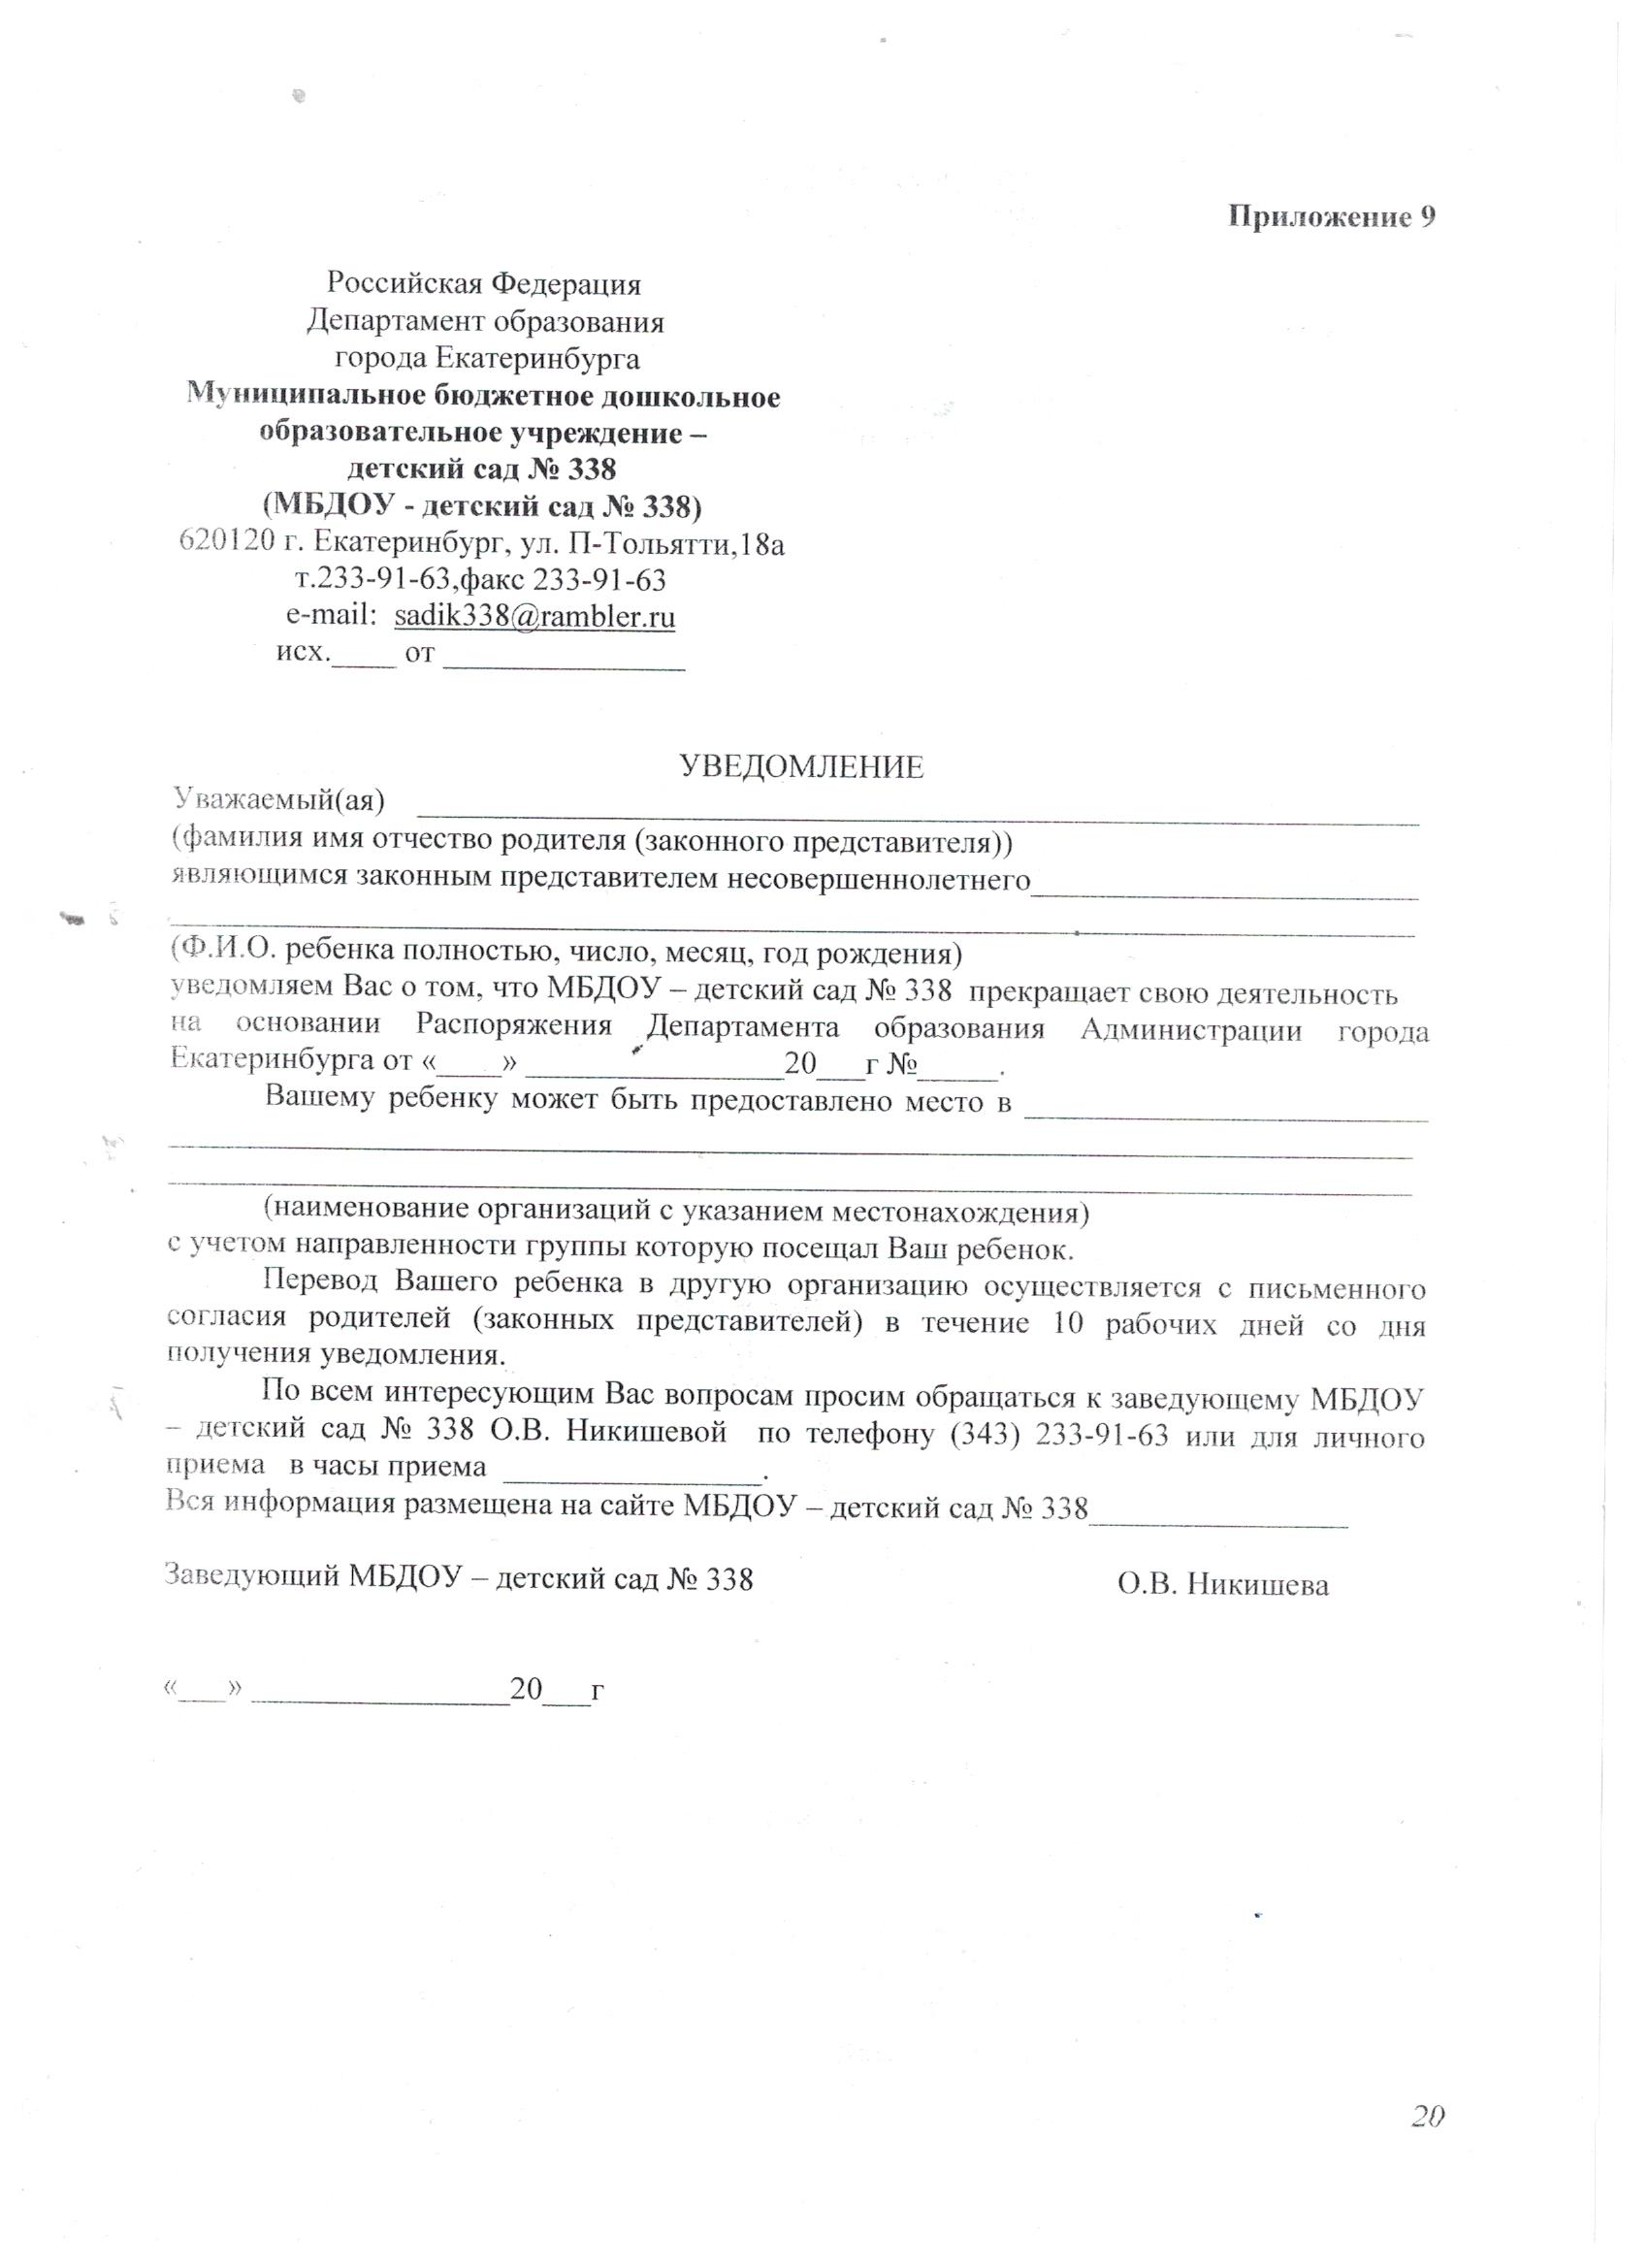 Приложение 9
Российская Федерация
Департамент образования
города Екатеринбурга
Муниципальное бюджетное дошкольное
образовательное учреждение –
детский сад № 338
(МБДОУ - детский сад № 338)
620120 г. Екатеринбург, ул. П-Тольятти,18а
т.233-91-63,факс 233-91-63
e-mail: sadik338@rambler.ru
исх.____ от _______________
УВЕДОМЛЕНИЕ
Уважаемый(ая) ______________________________________________________________
(фамилия имя отчество родителя (законного представителя))
являющимся законным представителем несовершеннолетнего________________________
_____________________________________________________________________________
(Ф.И.О. ребенка полностью, число, месяц, год рождения)
уведомляем Вас о том, что МБДОУ – детский сад № 338 прекращает свою деятельность
на основании Распоряжения Департамента образования Администрации города
Екатеринбурга от «____» ________________20___г №_____.
Вашему ребенку может быть предоставлено место в _________________________
_____________________________________________________________________________
_____________________________________________________________________________
(наименование организаций с указанием местонахождения)
с учетом направленности группы которую посещал Ваш ребенок.
Перевод Вашего ребенка в другую организацию осуществляется с письменного
согласия родителей (законных представителей) в течение 10 рабочих дней со дня
получения уведомления.
По всем интересующим Вас вопросам просим обращаться к заведующему МБДОУ
– детский сад № 338 О.В. Никишевой по телефону (343) 233-91-63 или для личного
приема в часы приема ________________.
Вся информация размещена на сайте МБДОУ – детский сад № 338________________
Заведующий МБДОУ – детский сад № 338 О.В. Никишева
«___» ________________20___г
20